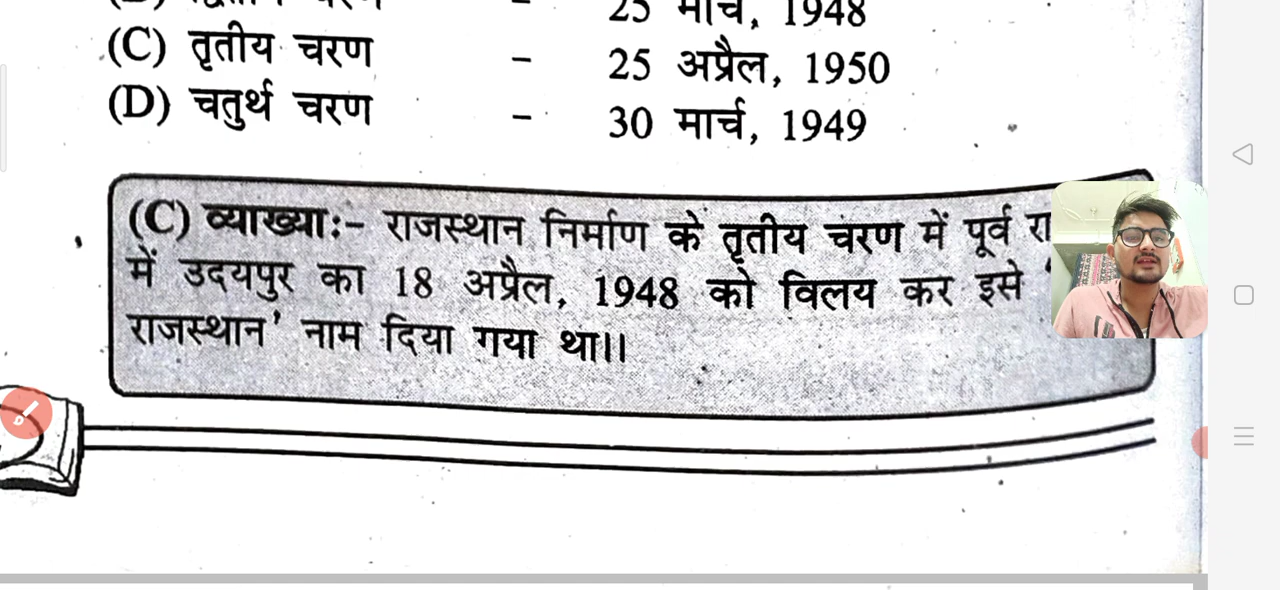 25 मार्च, 1948
(C) तृतीय चरण - 25 अप्रैल, 1950
(D) चतुर्थ चरण - 30 मार्च, 1949
(C) व्याख्याः- राजस्थान निर्माण के तृतीय चरण में पूर्व
में उदयपुर का 18 अप्रैल, 1948 को विलय कर इसे '
राजस्थान' नाम दिया गया था।।